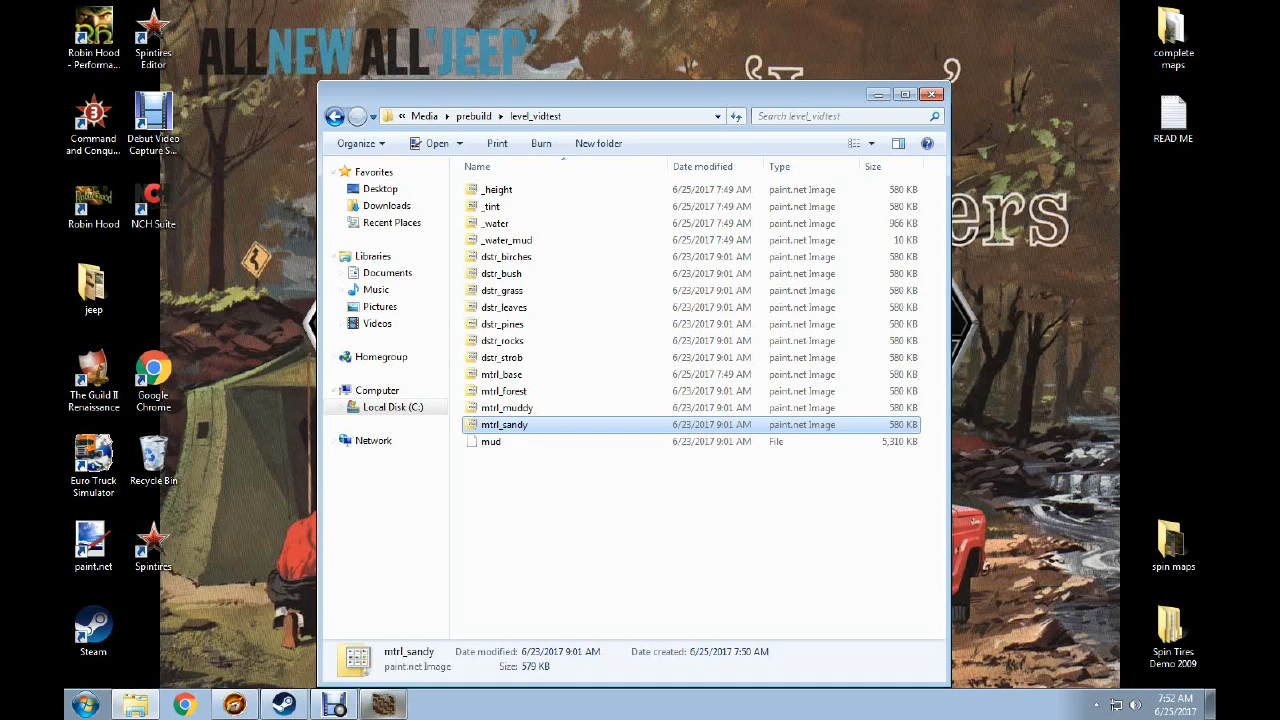 ALLNEW ALL'JEEP'
ers
Robin Hood
- Performa...
Spintires
Editor
Command
and Conqu...
Debut Video
Capture S...
Robin Hood
NCH Suite
jeep
The Guild II
Renaissance
Google
Chrome
Euro Truck
Simulator
Recycle Bin
paint.net
Spintires
Steam
complete
maps
READ ME
spin maps
Spin Tires
Demo 2009
« Media prebuild level_vidtest
Search level_vidtest
Organize Open Print Burn New folder
Favorites
Desktop
Downloads
Recent Places
Libraries
Documents
Music
Pictures
Videos
Homegroup
Computer
Local Disk (C:)
Network
Name Date modified Type Size
_height 6/25/2017 7:49 AM paint.net Image 580 KB
_tint 6/25/2017 7:49 AM paint.net Image 580 KB
_water 6/25/2017 7:49 AM paint.net Image 966 KB
_water_mud 6/25/2017 7:49 AM paint.net Image 10 KB
dstr_birches 6/23/2017 9:01 AM paint.net Image 580 KB
dstr_bush 6/23/2017 9:01 AM paint.net Image 580 KB
dstr_grass 6/23/2017 9:01 AM paint.net Image 580 KB
dstr_leaves 6/23/2017 9:01 AM paint.net Image 580 KB
dstr_pines 6/23/2017 9:01 AM paint.net Image 580 KB
dstr_rocks 6/23/2017 9:01 AM paint.net Image 580 KB
dstr_strob 6/23/2017 9:01 AM paint.net Image 580 KB
mtrl_base 6/25/2017 7:49 AM paint.net Image 580 KB
mtrl_forest 6/23/2017 9:01 AM paint.net Image 580 KB
mtrl_muddy 6/23/2017 9:01 AM paint.net Image 580 KB
mtrl_sandy 6/23/2017 9:01 AM paint.net Image 580 KB
mud 6/23/2017 9:01 AM File 5,310 KB
mtrl_sandy Date modified: 6/23/2017 9:01 AM Date created: 6/25/2017 7:50 AM
paint.net Image Size: 579 KB
7:52 AM
6/25/2017